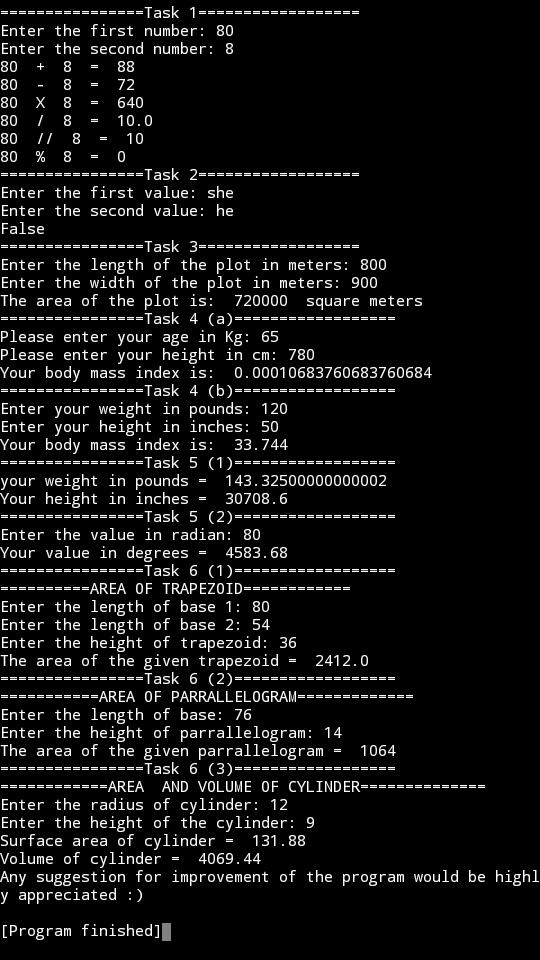 ================Task 1==================
Enter the first number: 80
Enter the second number: 8
80  +  8  =  88
80  -  8  =  72
80  X  8  =  640
80  /  8  =  10.0
80  //  8  =  10
80  %  8  =  0
================Task 2==================
Enter the first value: she
Enter the second value: he
False
================Task 3==================
Enter the length of the plot in meters: 800
Enter the width of the plot in meters: 900
The area of the plot is:  720000  square meters
================Task 4 (a)==================
Please enter your age in Kg: 65
Please enter your height in cm: 780
Your body mass index is:  0.00010683760683760684
================Task 4 (b)==================
Enter your weight in pounds: 120
Enter your height in inches: 50
Your body mass index is:  33.744
================Task 5 (1)==================
your weight in pounds =  143.32500000000002
Your height in inches =  30708.6
================Task 5 (2)==================
Enter the value in radian: 80
Your value in degrees =  4583.68
================Task 6 (1)==================
==========AREA OF TRAPEZOID============
Enter the length of base 1: 80
Enter the length of base 2: 54
Enter the height of trapezoid: 36
The area of the given trapezoid =  2412.0
================Task 6 (2)==================
===========AREA OF PARRALLELOGRAM=============
Enter the length of base: 76
Enter the height of parrallelogram: 14
The area of the given parrallelogram =  1064
================Task 6 (3)==================
============AREA  AND VOLUME OF CYLINDER==============
Enter the radius of cylinder: 12
Enter the height of the cylinder: 9
Surface area of cylinder =  131.88
Volume of cylinder =  4069.44
Any suggestion for improvement of the program would be highl
y appreciated :)
[Program finished]